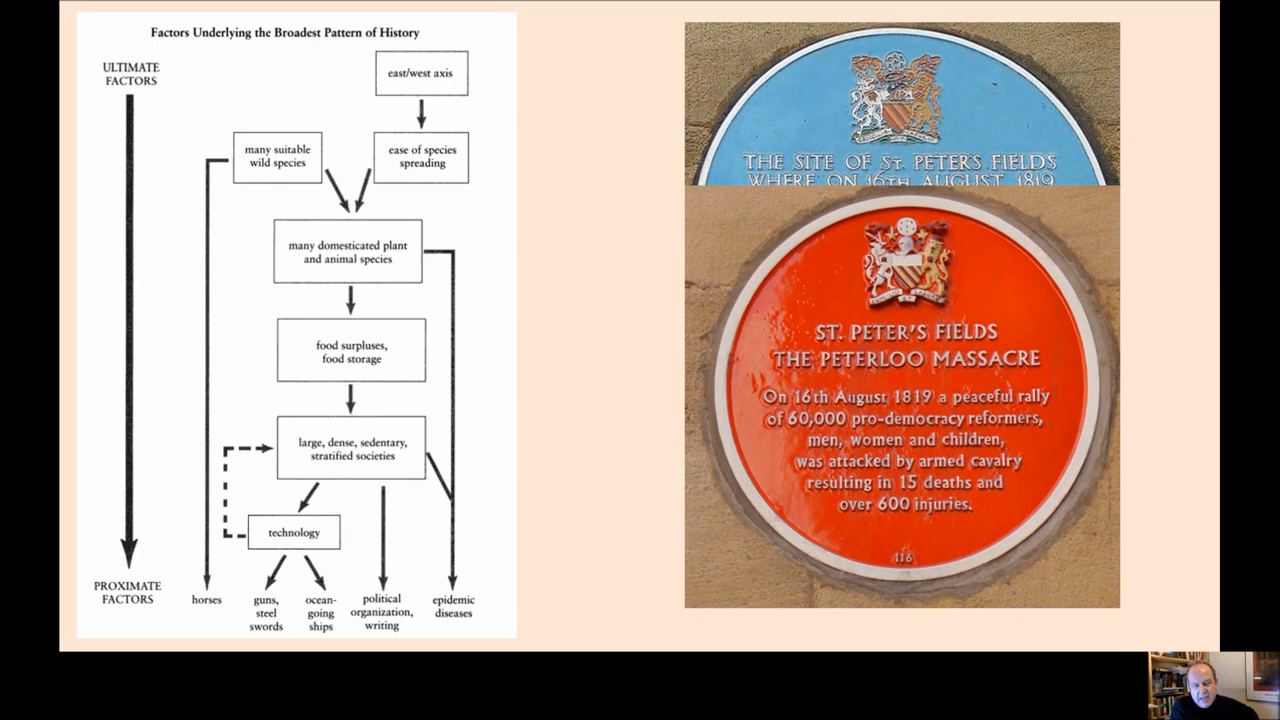 Factors Underlying the Broadest Pattern of History
ULTIMATE
FACTORS
east/west axis
many suitable
wild species
ease of species
spreading
many domesticated plant
and animal species
food surpluses,
food storage
large, dense, sedentary,
stratified societies
technology
PROXIMATE
FACTORS
horses
guns,
steel
swords
ocean-
going
ships
political
organization,
writing
epidemic
diseases
THE SITE OF ST. PETERS FIELDS
WHERE ON 16TH AUGUST 1819
ST. PETER'S FIELDS
THE PETERLOO MASSACRE
On 16th August 1819 a peaceful rally
of 60,000 pro-democracy reformers,
men, women and children,
was attacked by armed cavalry
resulting in 15 deaths and
over 600 injuries.
116